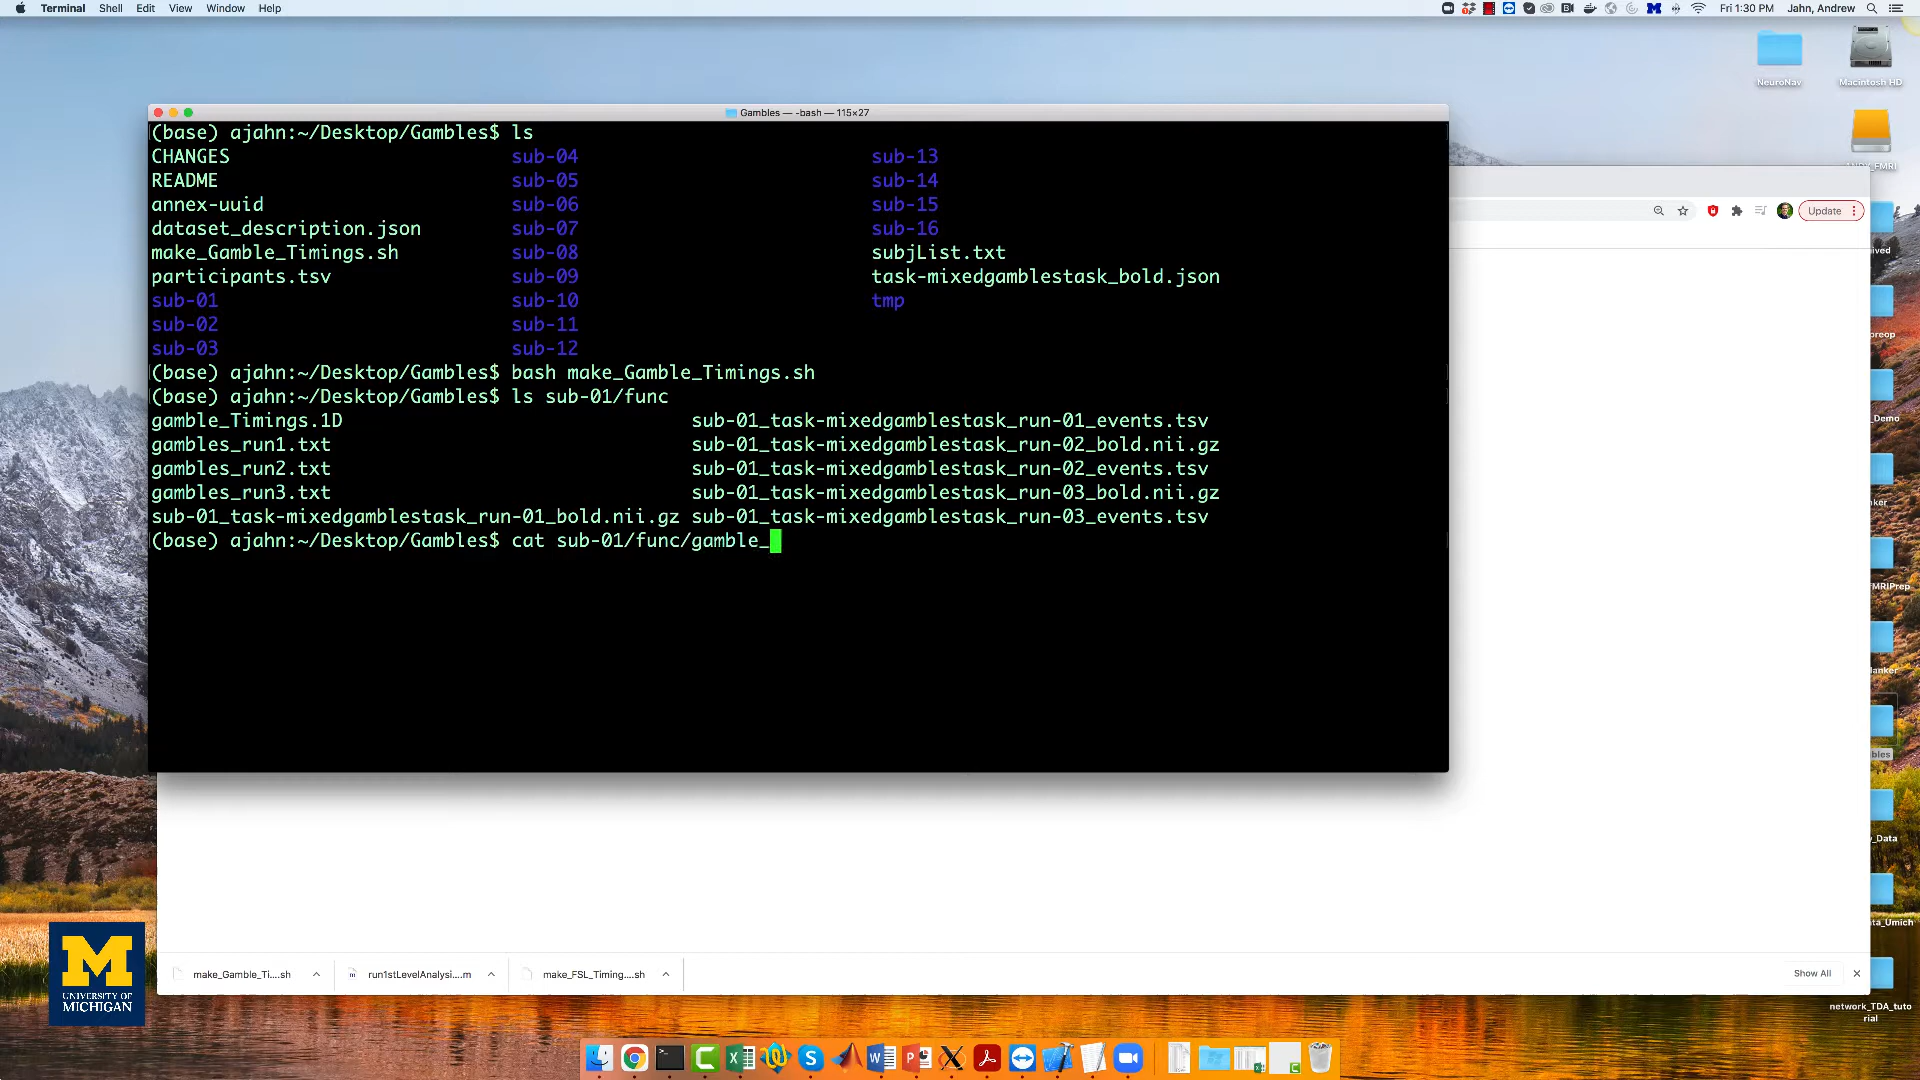 Terminal Shell Edit View Window Help
Fri 1:30 PM Jahn, Andrew
NeuroNav
Macintosh HD
Gambles — -bash — 115×27
(base) ajahn:~/Desktop/Gambles$ ls
CHANGES sub-04 sub-13
README sub-05 sub-14
annex-uuid sub-06 sub-15
dataset_description.json sub-07 sub-16
make_Gamble_Timings.sh sub-08 subjList.txt
participants.tsv sub-09 task-mixedgamblestask_bold.json
sub-01 sub-10 tmp
sub-02 sub-11
sub-03 sub-12
(base) ajahn:~/Desktop/Gambles$ bash make_Gamble_Timings.sh
(base) ajahn:~/Desktop/Gambles$ ls sub-01/func
gamble_Timings.1D sub-01_task-mixedgamblestask_run-01_events.tsv
gambles_run1.txt sub-01_task-mixedgamblestask_run-02_bold.nii.gz
gambles_run2.txt sub-01_task-mixedgamblestask_run-02_events.tsv
gambles_run3.txt sub-01_task-mixedgamblestask_run-03_bold.nii.gz
sub-01_task-mixedgamblestask_run-01_bold.nii.gz sub-01_task-mixedgamblestask_run-03_events.tsv
(base) ajahn:~/Desktop/Gambles$ cat sub-01/func/gamble_
Update
_Demo
_Data
network_TDA_tuto
rial
make_Gamble_Ti....sh
run1stLevelAnalysi....m
make_FSL_Timing....sh
Show All
M
UNIVERSITY OF
MICHIGAN